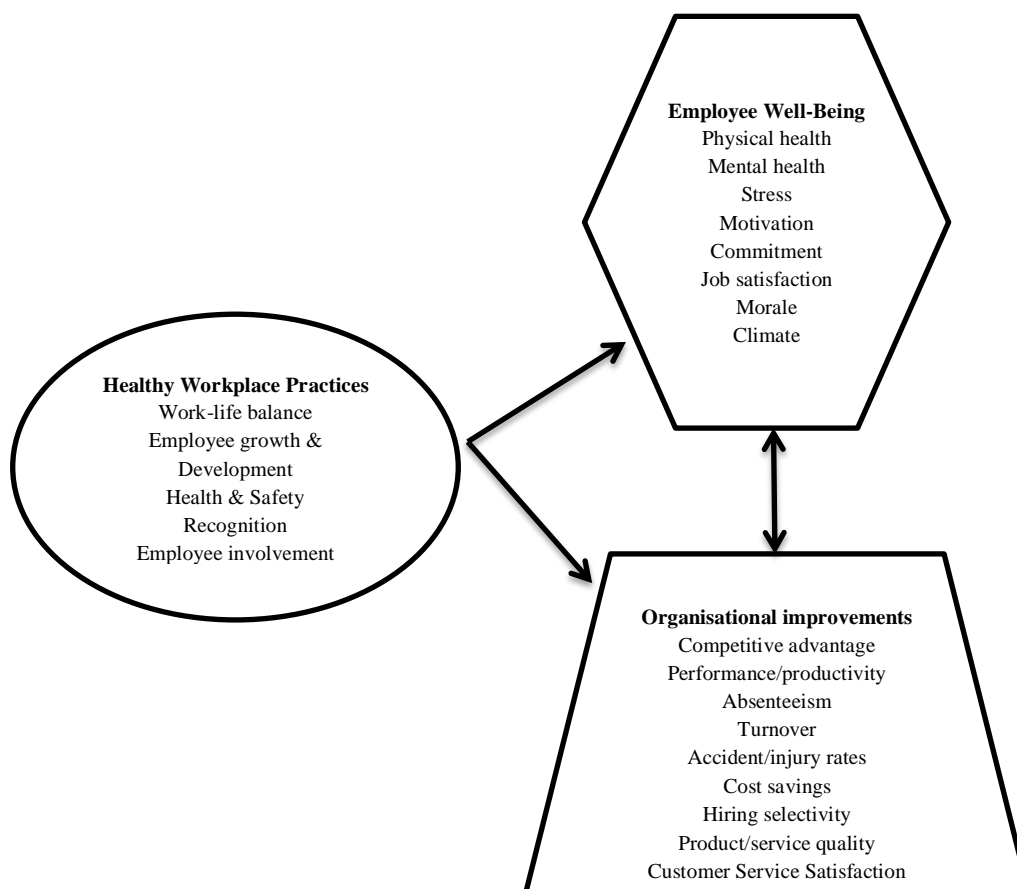 Employee Well-Being
Physical health
Mental health
Stress
Motivation
Commitment
Job satisfaction
Morale
Climate
Healthy Workplace Practices
Work-life balance
Employee growth &
Development
Health & Safety
Recognition
Employee involvement
Organisational improvements
Competitive advantage
Performance/productivity
Absenteeism
Turnover
Accident/injury rates
Cost savings
Hiring selectivity
Product/service quality
Customer Service Satisfaction